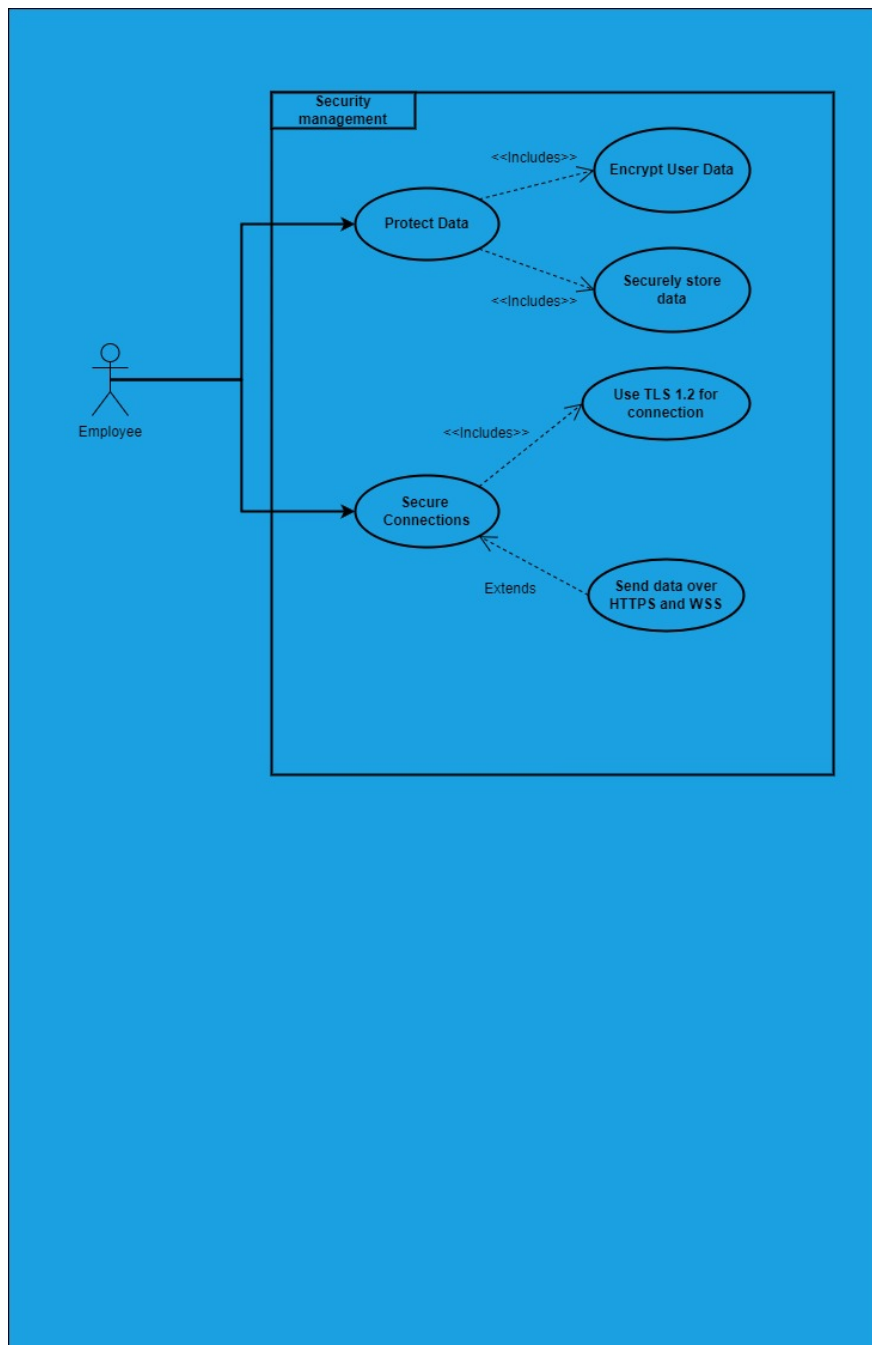 Security
management
<<Includes>>
Encrypt User Data
Protect Data
Securely store
data
<<Includes>>
Use TLS 1.2 for
connection
Employee
<<Includes>>
Secure
Connections
Extends
Send data over
HTTPS and WSS